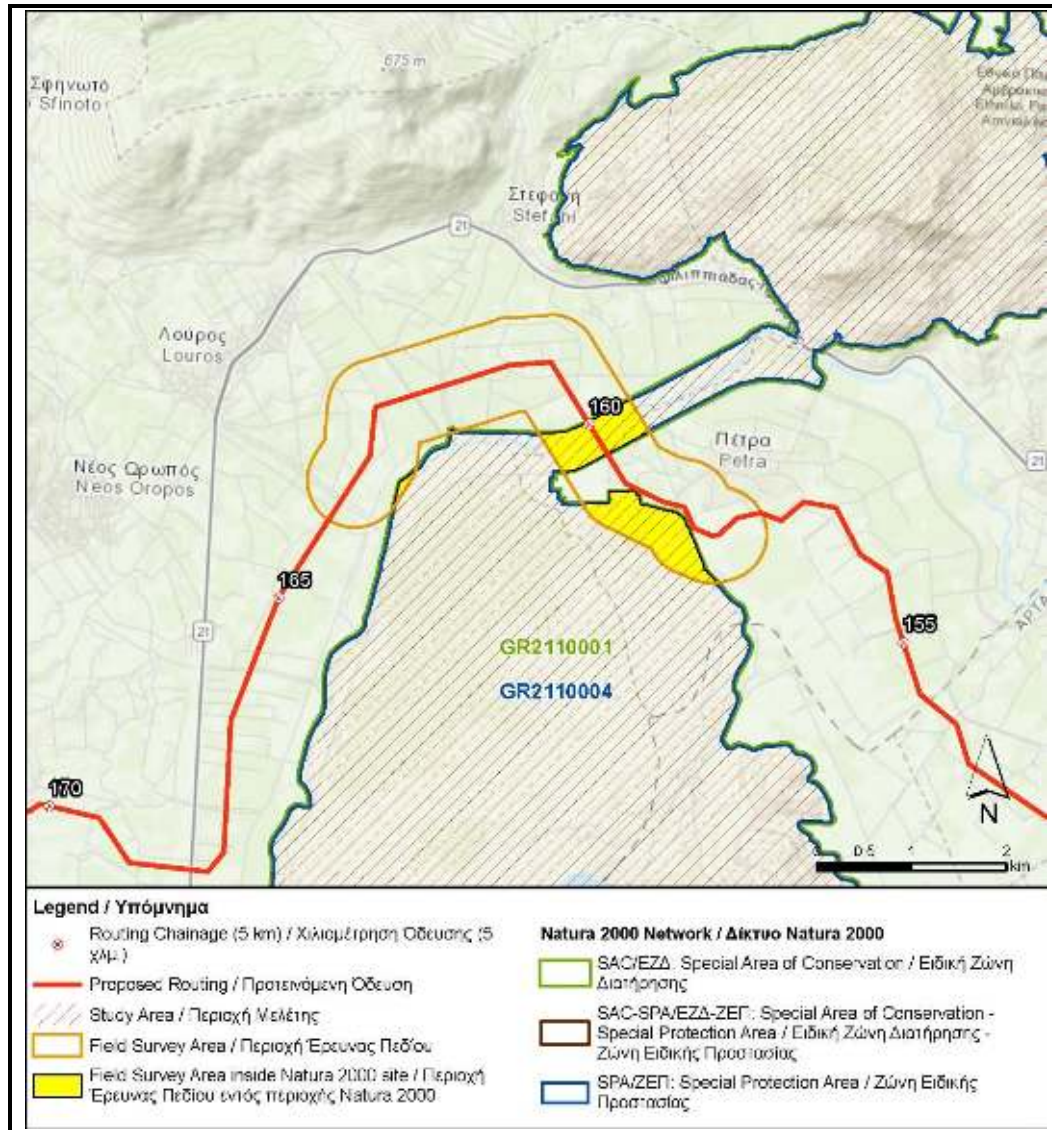 675 m
Σφηνωτό
Sfinoto
Στεφανή
Stefani
21
Λούρος
Louros
160
Πέτρα
Petra
21
Νέος Ωρωπός
Neos Oropos
165
21
155
ΑΡΤΑ
GR2110001
GR2110004
170
N
0 0.5 1 2
km
Legend / Υπόμνημα
Routing Chainage (5 km) / Χιλιομέτρηση Όδευσης (5
χλμ.)
Proposed Routing / Προτεινόμενη Όδευση
Study Area / Περιοχή Μελέτης
Field Survey Area / Περιοχή Έρευνας Πεδίου
Field Survey Area inside Natura 2000 site / Περιοχή
Έρευνας Πεδίου εντός περιοχής Natura 2000
Natura 2000 Network / Δίκτυο Natura 2000
SAC/ΕΖΔ: Special Area of Conservation / Ειδική Ζώνη
Διατήρησης
SAC-SPA/ΕΖΔ-ΖΕΠ: Special Area of Conservation -
Special Protection Area / Ειδική Ζώνη Διατήρησης -
Ζώνη Ειδικής Προστασίας
SPA/ΖΕΠ: Special Protection Area / Ζώνη Ειδικής
Προστασίας